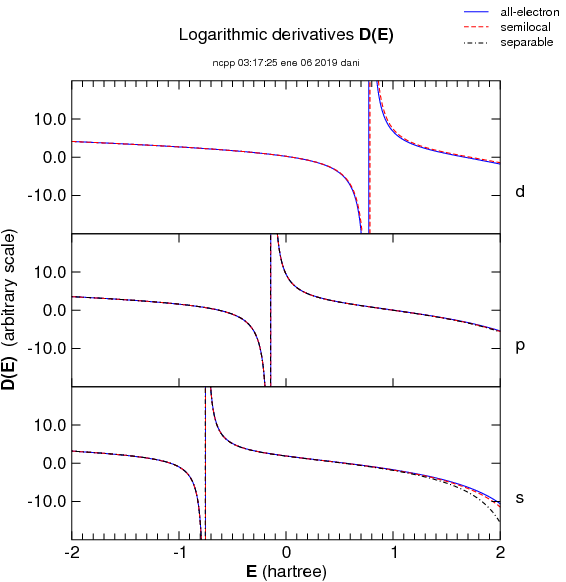 all-electron
semilocal
separable
Logarithmic derivatives D(E)
ncpp 03:17:25 ene 06 2019 dani
10.0
0.0
-10.0
d
10.0
0.0
-10.0
p
10.0
0.0
-10.0
s
D(E) (arbitrary scale)
-2 -1 0 1 2
E (hartree)